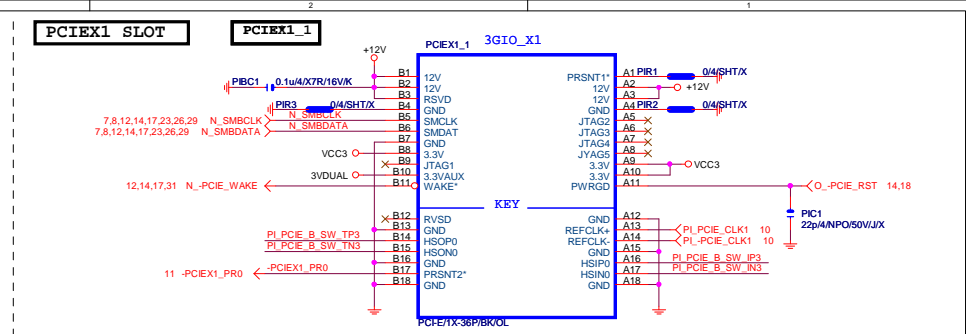 2
1
PCIEX1 SLOT
PCIEX1_1
PCIEX1_1
3GIO_X1
+12V
PIBC1
0.1u/4/X7R/16V/K
PIR3
0/4/SHT/X
7,8,12,14,17,23,26,29
N_SMBCLK
N_SMBCLK
7,8,12,14,17,23,26,29
N_SMBDATA
N_SMBDATA
VCC3
3VDUAL
12,14,17,31
N_-PCIE_WAKE
PI_PCIE_B_SW_TP3
PI_PCIE_B_SW_TN3
11
-PCIEX1_PR0
-PCIEX1_PR0
B1 12V
B2 12V
B3 RSVD
B4 GND
B5 SMCLK
B6 SMDAT
B7 GND
B8 3.3V
B9 JTAG1
B10 3.3VAUX
B11 WAKE*
KEY
B12 RVSD
B13 GND
B14 HSOP0
B15 HSON0
B16 GND
B17 PRSNT2*
B18 GND
PRSNT1* A1
12V A2
12V A3
GND A4
JTAG2 A5
JTAG3 A6
JTAG4 A7
JYAG5 A8
3.3V A9
3.3V A10
PWRGD A11
GND A12
REFCLK+ A13
REFCLK- A14
GND A15
HSIP0 A16
HSIN0 A17
GND A18
PIR1
0/4/SHT/X
+12V
PIR2
0/4/SHT/X
VCC3
O_-PCIE_RST 14,18
PIC1
22p/4/NPO/50V/J/X
PI_PCIE_CLK1 10
PI_-PCIE_CLK1 10
PI_PCIE_B_SW_IP3
PI_PCIE_B_SW_IN3
PCI-E/1X-36P/BK/OL